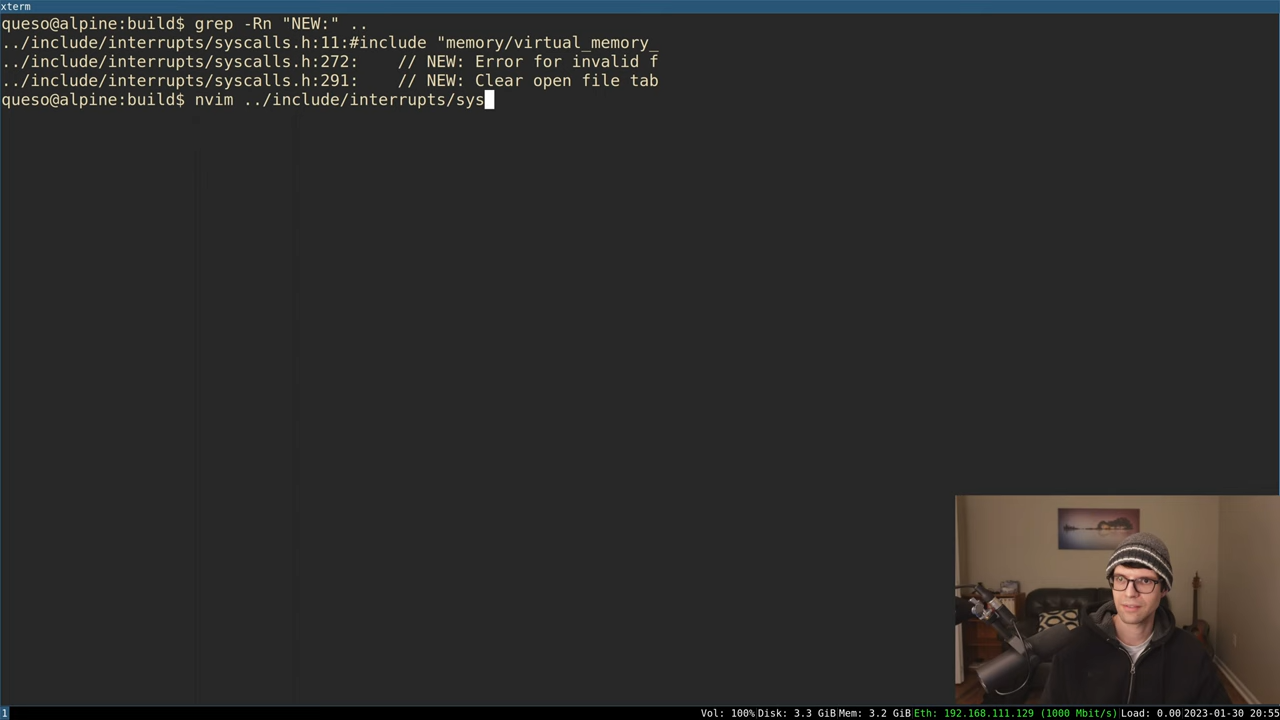 xterm
queso@alpine:build$ grep -Rn "NEW:" ..
../include/interrupts/syscalls.h:11:#include "memory/virtual_memory_
../include/interrupts/syscalls.h:272:    // NEW: Error for invalid f
../include/interrupts/syscalls.h:291:    // NEW: Clear open file tab
queso@alpine:build$ nvim ../include/interrupts/sys
1 Vol: 100% Disk: 3.3 GiB Mem: 3.2 GiB Eth: 192.168.111.129 (1000 Mbit/s) Load: 0.00 2023-01-30 20:55